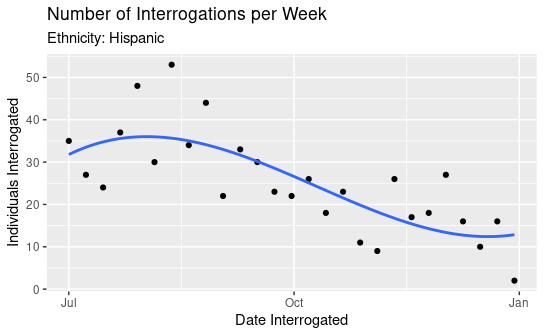 Number of Interrogations per Week
Ethnicity: Hispanic
Individuals Interrogated
50
40
30
20
10
0
Jul
Oct
Jan
Date Interrogated